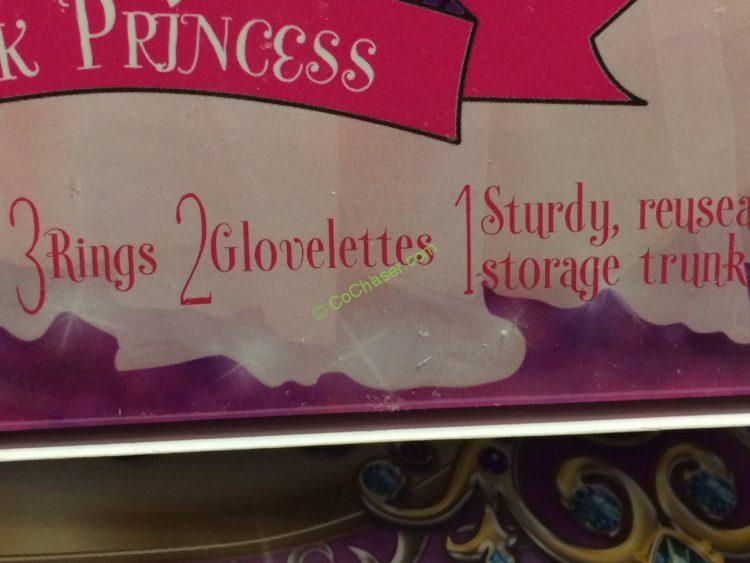 K PRINCESS
3 Rings 2 Glovelettes 1 Sturdy, reusea
storage trunk
© CoChaser.com